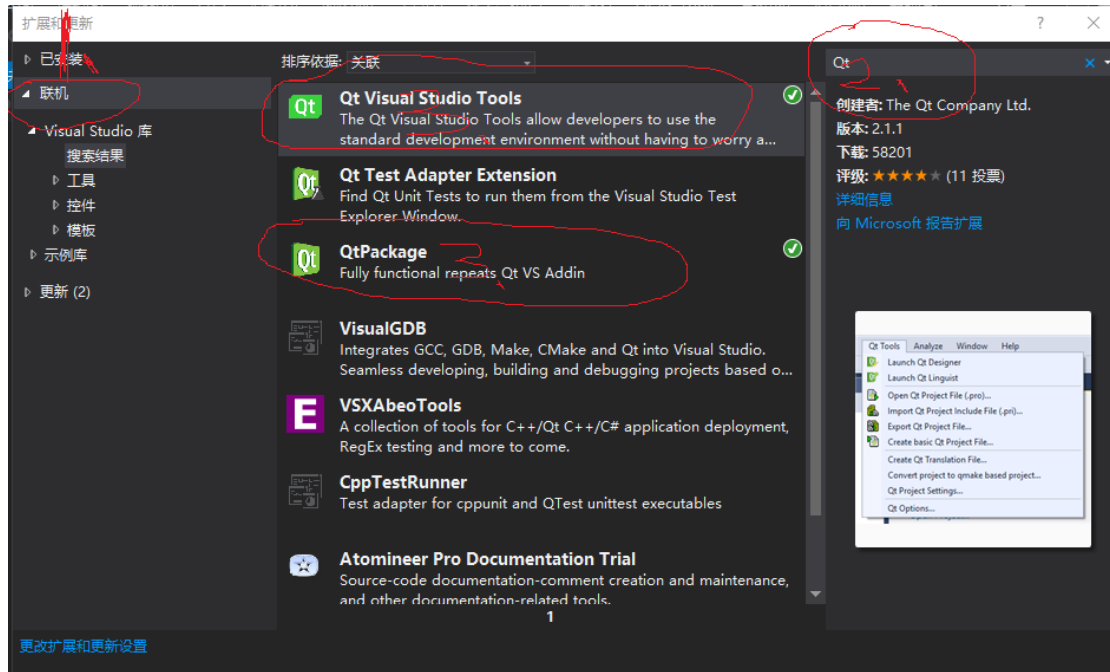 扩展和更新
已安装
联机
Visual Studio 库
搜索结果
工具
控件
模板
示例库
更新 (2)
更改扩展和更新设置
排序依据: 关联
Qt Visual Studio Tools
The Qt Visual Studio Tools allow developers to use the
standard development environment without having to worry a...
Qt Test Adapter Extension
Find Qt Unit Tests to run them from the Visual Studio Test
Explorer Window.
QtPackage
Fully functional repeats Qt VS Addin
VisualGDB
Integrates GCC, GDB, Make, CMake and Qt into Visual Studio.
Seamless developing, building and debugging projects based o...
VSXAbeoTools
A collection of tools for C++/Qt C++/C# application deployment,
RegEx testing and more to come.
CppTestRunner
Test adapter for cppunit and QTest unittest executables
Atomineer Pro Documentation Trial
Source-code documentation-comment creation and maintenance,
and other documentation-related tools.
1
Qt
创建者: The Qt Company Ltd.
版本: 2.1.1
下载: 58201
评级: ★★★★★ (11 投票)
详细信息
向 Microsoft 报告扩展
Qt Tools Analyze Window Help
Launch Qt Designer
Launch Qt Linguist
Open Qt Project File (.pro)...
Import Qt Project Include File (.pri)...
Export Qt Project File...
Create basic Qt Project File...
Create Qt Translation File...
Convert project to qmake based project...
Qt Project Settings...
Qt Options...